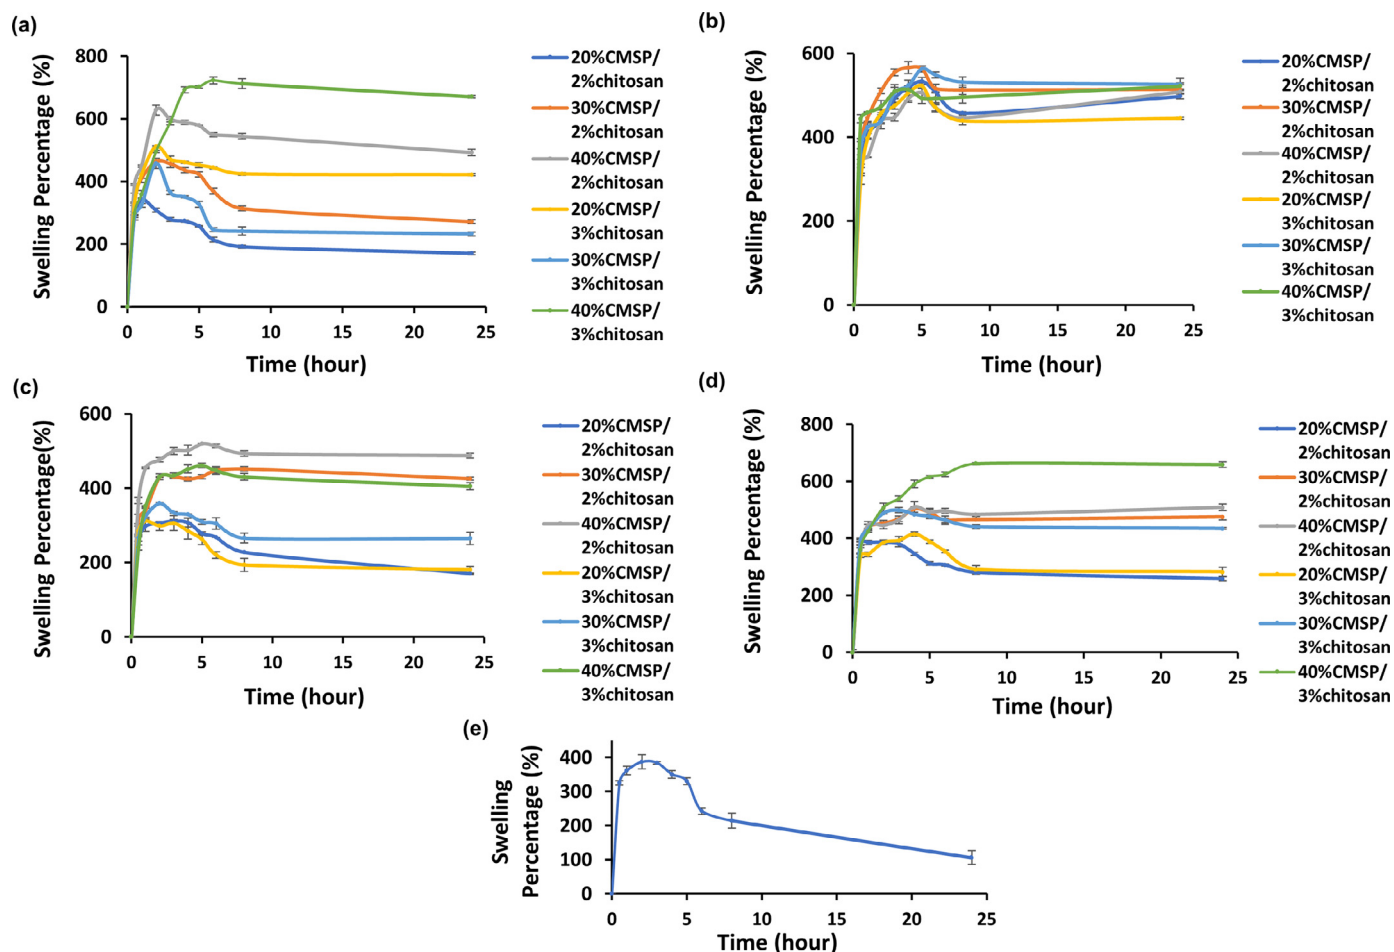 (a)
Swelling Percentage (%)
800
600
400
200
0
0 5 10 15 20 25
Time (hour)
20%CMSP/
2%chitosan
30%CMSP/
2%chitosan
40%CMSP/
2%chitosan
20%CMSP/
3%chitosan
30%CMSP/
3%chitosan
40%CMSP/
3%chitosan
(b)
Swelling Percentage (%)
600
400
200
0
0 5 10 15 20 25
Time (hour)
20%CMSP/
2%chitosan
30%CMSP/
2%chitosan
40%CMSP/
2%chitosan
20%CMSP/
3%chitosan
30%CMSP/
3%chitosan
40%CMSP/
3%chitosan
(c)
Swelling Percentage(%)
600
400
200
0
0 5 10 15 20 25
Time (hour)
20%CMSP/
2%chitosan
30%CMSP/
2%chitosan
40%CMSP/
2%chitosan
20%CMSP/
3%chitosan
30%CMSP/
3%chitosan
40%CMSP/
3%chitosan
(d)
Swelling Percentage (%)
800
600
400
200
0
0 5 10 15 20 25
Time (hour)
20%CMSP/
2%chitosan
30%CMSP/
2%chitosan
40%CMSP/
2%chitosan
20%CMSP/
3%chitosan
30%CMSP/
3%chitosan
40%CMSP/
3%chitosan
(e)
Swelling
Percentage (%)
400
300
200
100
0
0 5 10 15 20 25
Time (hour)